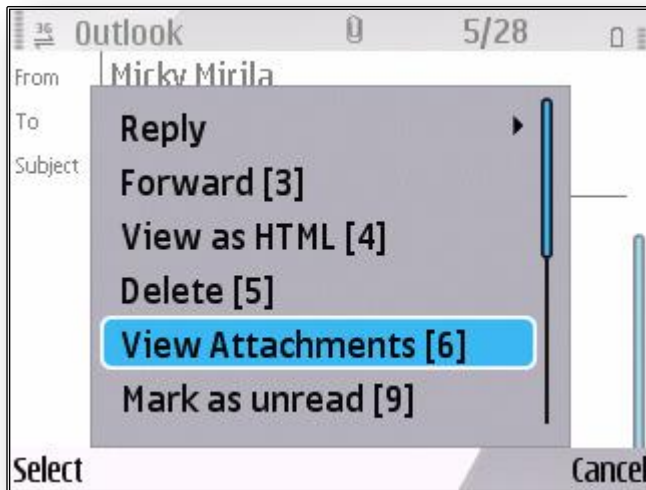 3G Outlook 5/28
From Micky Mirila
To
Subject
Reply
Forward [3]
View as HTML [4]
Delete [5]
View Attachments [6]
Mark as unread [9]
Select Cancel